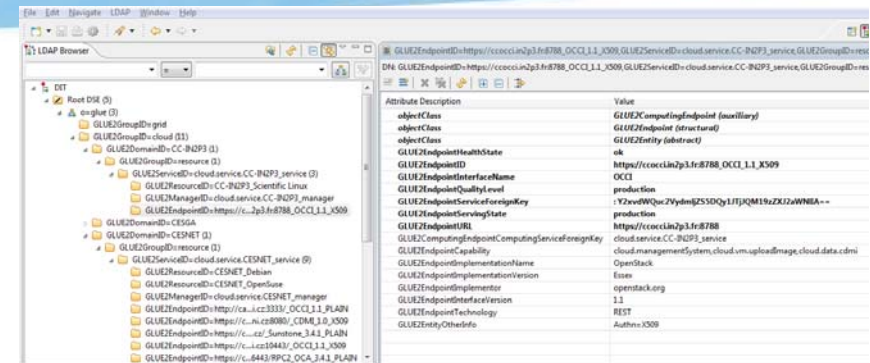 File Edit Navigate LDAP Window Help
LDAP Browser
DIT
Root DSE (5)
o=glue (3)
GLUE2GroupID=grid
GLUE2GroupID=cloud (11)
GLUE2DomainID=CC-IN2P3 (1)
GLUE2GroupID=resource (1)
GLUE2ServiceID=cloud.service.CC-IN2P3_service (3)
GLUE2ResourceID=CC-IN2P3_Scientific Linux
GLUE2ManagerID=cloud.service.CC-IN2P3_manager
GLUE2EndpointID=https://c...2p3.fr:8788_OCCI_1.1_X509
GLUE2DomainID=CESGA
GLUE2DomainID=CESNET (1)
GLUE2GroupID=resource (1)
GLUE2ServiceID=cloud.service.CESNET_service (9)
GLUE2ResourceID=CESNET_Debian
GLUE2ResourceID=CESNET_OpenSuse
GLUE2ManagerID=cloud.service.CESNET_manager
GLUE2EndpointID=http://ca...i.cz:3333/_OCCI_1.1_PLAIN
GLUE2EndpointID=http://c...ni.cz:8080/_CDMI_1.0_X509
GLUE2EndpointID=https://c...cz/_Sunstone_3.4.1_PLAIN
GLUE2EndpointID=https://c...i.cz:10443/_OCCI_1.1_X509
GLUE2EndpointID=https://c...6443/RPC2_OCA_3.4.1_PLAIN
GLUE2EndpointID=https://ccocci.in2p3.fr:8788_OCCI_1.1_X509,GLUE2ServiceID=cloud.service.CC-IN2P3_service,GLUE2GroupID=resc
DN: GLUE2EndpointID=https://ccocci.in2p3.fr:8788_OCCI_1.1_X509,GLUE2ServiceID=cloud.service.CC-IN2P3_service,GLUE2GroupID=res
Attribute Description Value
objectClass GLUE2ComputingEndpoint (auxiliary)
objectClass GLUE2Endpoint (structural)
objectClass GLUE2Entity (abstract)
GLUE2EndpointHealthState ok
GLUE2EndpointID https://ccocci.in2p3.fr:8788_OCCI_1.1_X509
GLUE2EndpointInterfaceName OCCI
GLUE2EndpointQualityLevel production
GLUE2EndpointServiceForeignKey
GLUE2EndpointServingState production
GLUE2EndpointURL https://ccocci.in2p3.fr:8788
GLUE2ComputingEndpointComputingServiceForeignKey cloud.service.CC-IN2P3_service
GLUE2EndpointCapability cloud.managementSystem,cloud.vm.uploadImage,cloud.data.cdmi
GLUE2EndpointImplementationName OpenStack
GLUE2EndpointImplementationVersion Essex
GLUE2EndpointImplementor openstack.org
GLUE2EndpointInterfaceVersion 1.1
GLUE2EndpointTechnology REST
GLUE2EntityOtherInfo Authn=X509